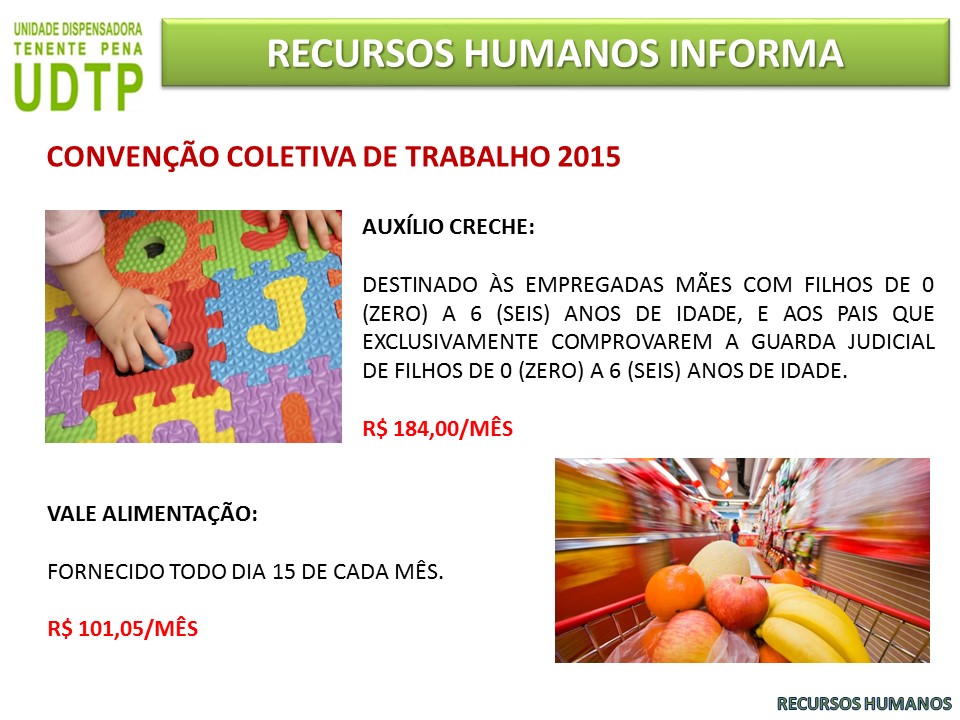 UNIDADE DISPENSADORA
TENENTE PENA
UDTP
RECURSOS HUMANOS INFORMA
CONVENÇÃO COLETIVA DE TRABALHO 2015
AUXÍLIO CRECHE:
DESTINADO ÀS EMPREGADAS MÃES COM FILHOS DE 0
(ZERO) A 6 (SEIS) ANOS DE IDADE, E AOS PAIS QUE
EXCLUSIVAMENTE COMPROVAREM A GUARDA JUDICIAL
DE FILHOS DE 0 (ZERO) A 6 (SEIS) ANOS DE IDADE.
R$ 184,00/MÊS
J
VALE ALIMENTAÇÃO:
FORNECIDO TODO DIA 15 DE CADA MÊS.
R$ 101,05/MÊS
RECURSOS HUMANOS